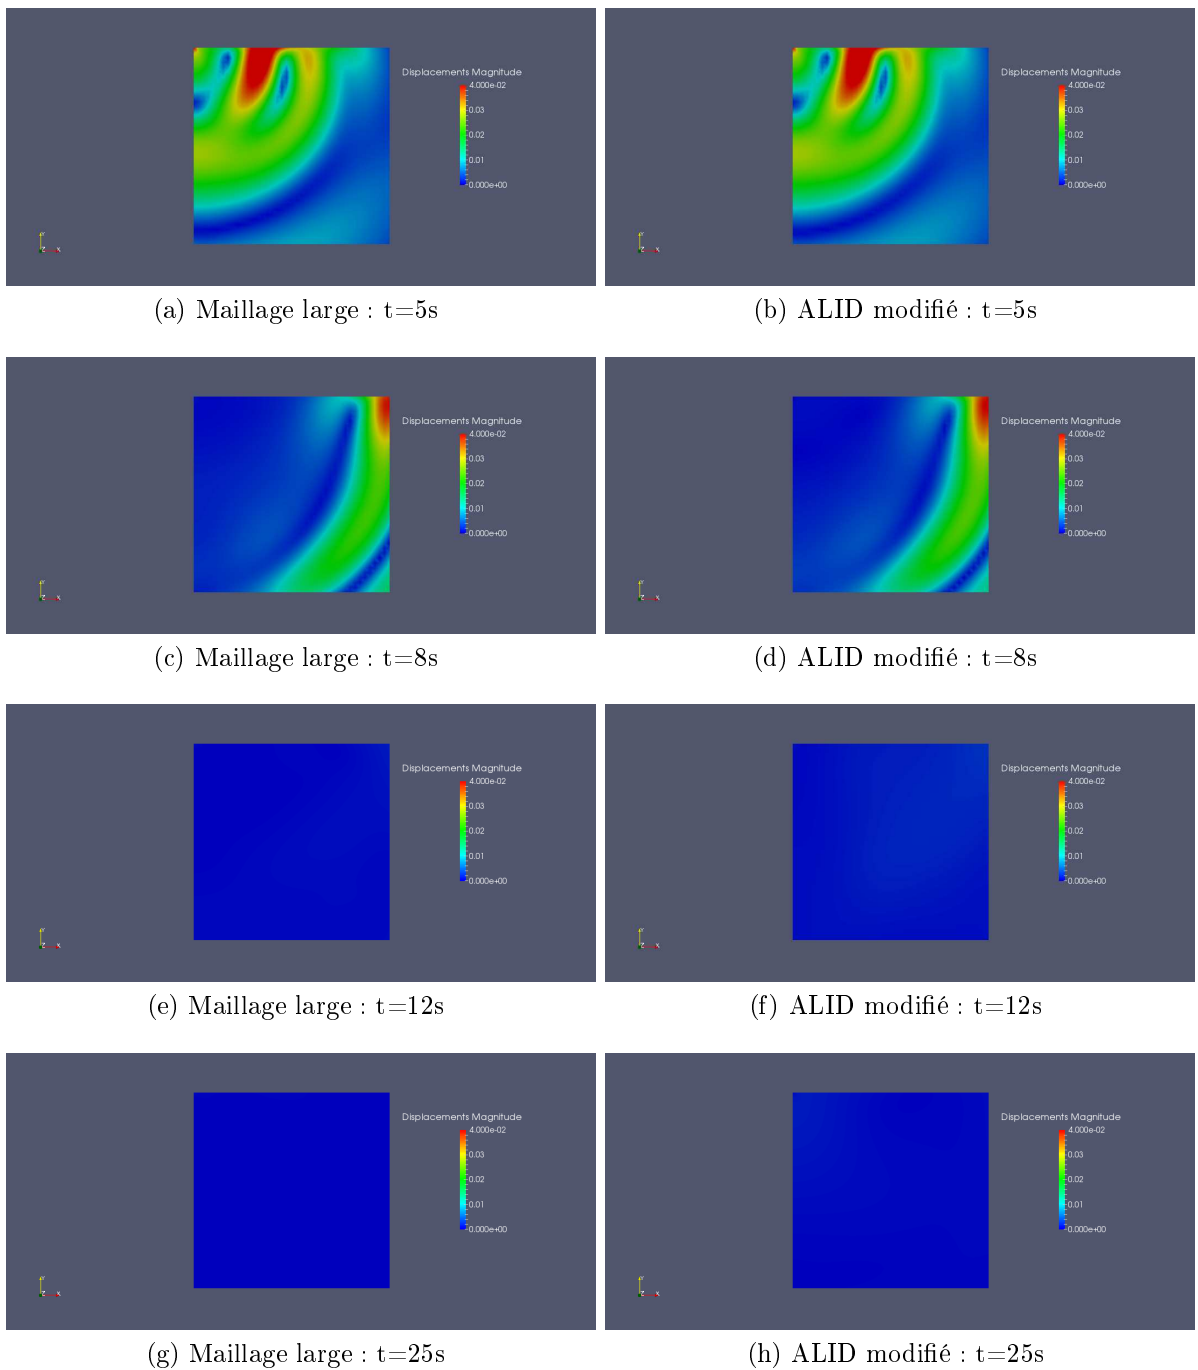 Displacements Magnitude
4.000e-02
0.03
0.02
0.01
0.000e+00
Y
Z
X
Displacements Magnitude
4.000e-02
0.03
0.02
0.01
0.000e+00
Y
Z
X
(a) Maillage large : t=5s
(b) ALID modifié : t=5s
Displacements Magnitude
4.000e-02
0.03
0.02
0.01
0.000e+00
Y
Z
X
Displacements Magnitude
4.000e-02
0.03
0.02
0.01
0.000e+00
Y
Z
X
(c) Maillage large : t=8s
(d) ALID modifié : t=8s
Displacements Magnitude
4.000e-02
0.03
0.02
0.01
0.000e+00
Y
Z
X
Displacements Magnitude
4.000e-02
0.03
0.02
0.01
0.000e+00
Y
Z
X
(e) Maillage large : t=12s
(f) ALID modifié : t=12s
Displacements Magnitude
4.000e-02
0.03
0.02
0.01
0.000e+00
Y
Z
X
Displacements Magnitude
4.000e-02
0.03
0.02
0.01
0.000e+00
Y
Z
X
(g) Maillage large : t=25s
(h) ALID modifié : t=25s